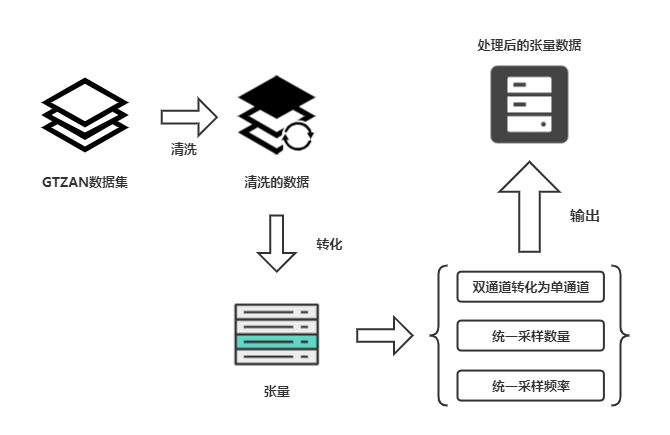 GTZAN数据集
清洗
清洗的数据
转化
张量
双通道转化为单通道
统一采样数量
统一采样频率
输出
处理后的张量数据